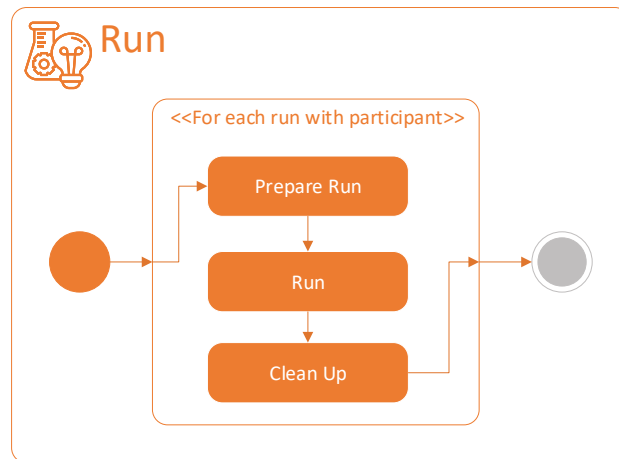 Run
<<For each run with participant>>
Prepare Run
Run
Clean Up